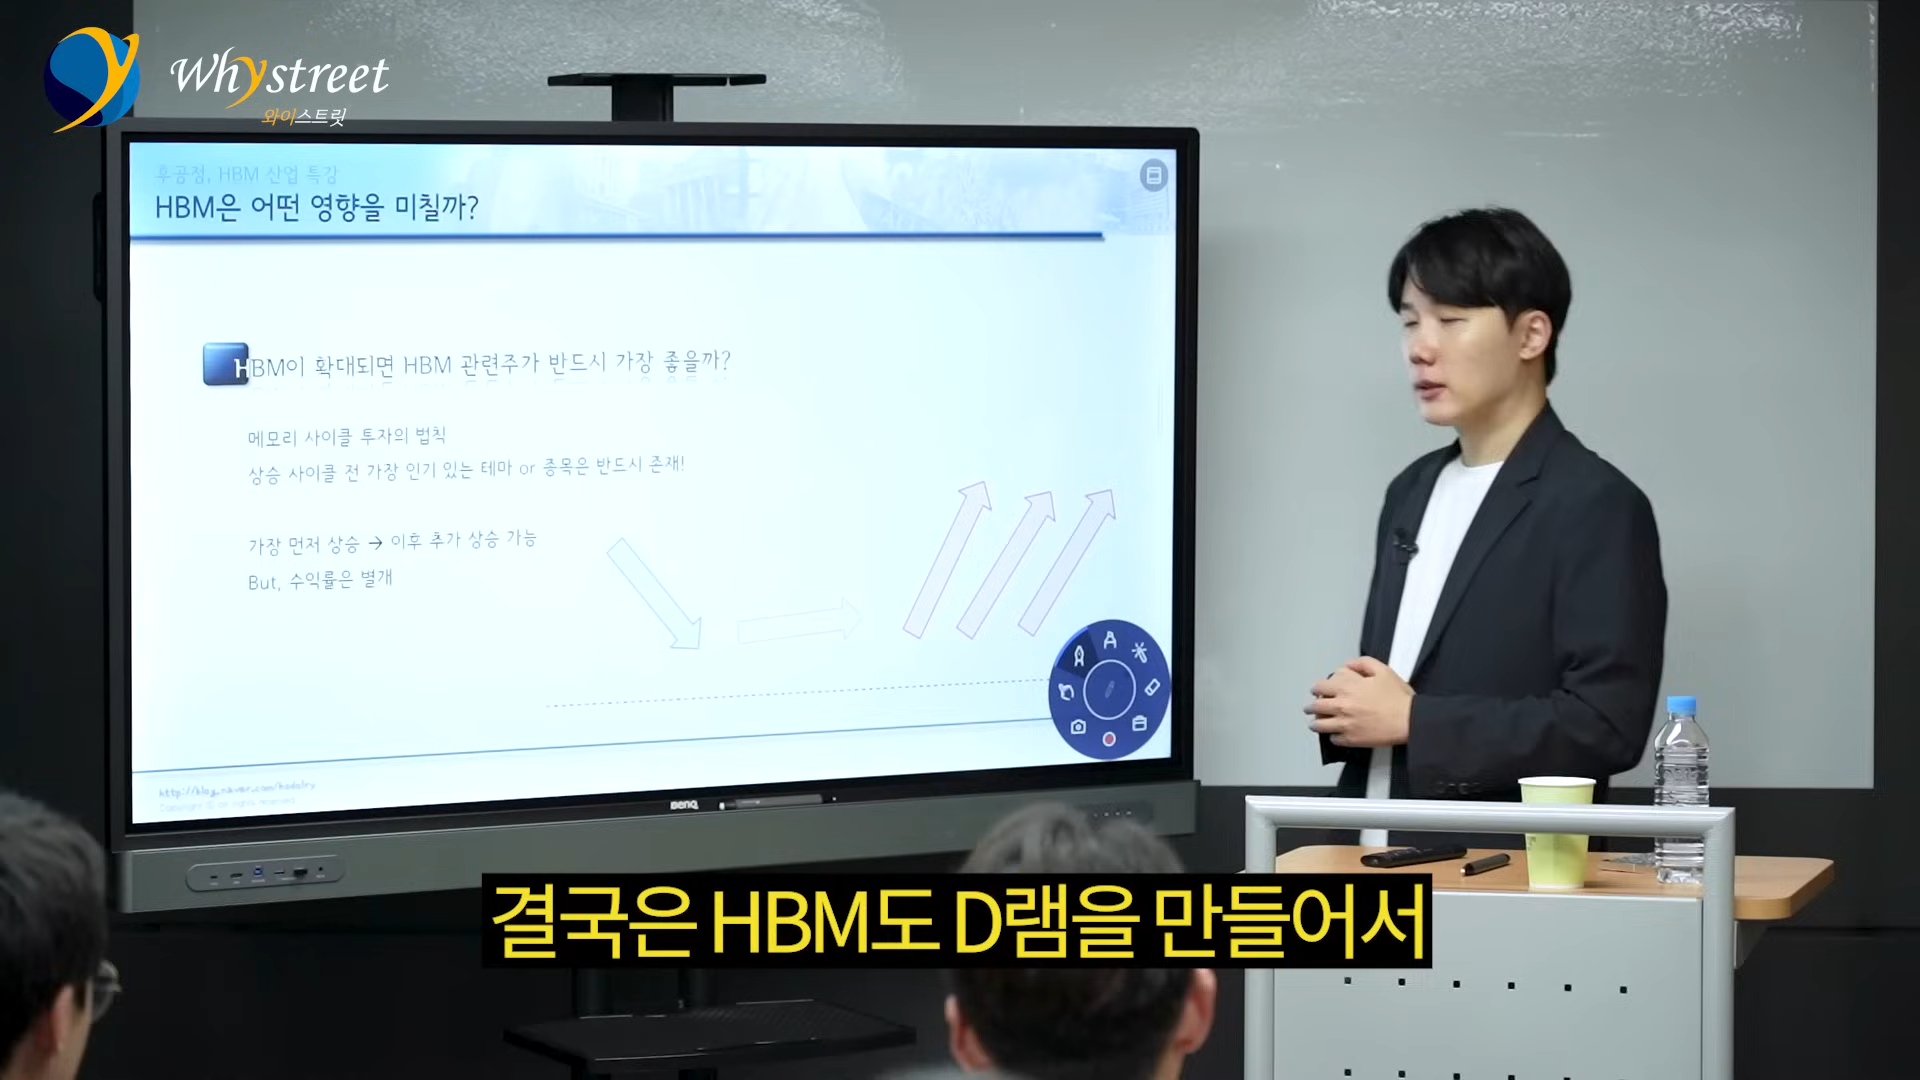 Whystreet
와이스트릿
후공정, HBM 산업 특강
HBM은 어떤 영향을 미칠까?
HBM이 확대되면 HBM 관련주가 반드시 가장 좋을까?
메모리 사이클 투자의 법칙
상승 사이클 전 가장 인기 있는 테마 or 종목은 반드시 존재!
가장 먼저 상승 → 이후 추가 상승 가능
But, 수익률은 별개
BenQ
결국은 HBM도 D램을 만들어서